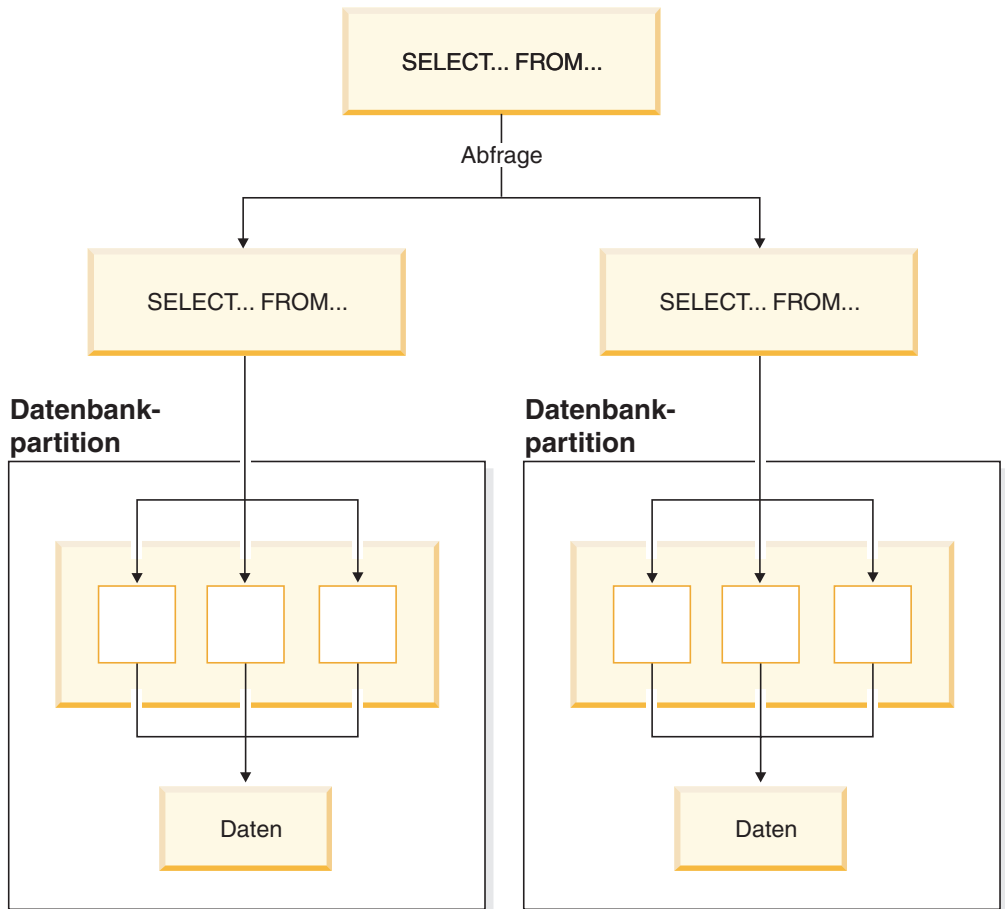 SELECT... FROM...
Abfrage
SELECT... FROM...
SELECT... FROM...
Datenbank-
partition
Datenbank-
partition
Daten
Daten